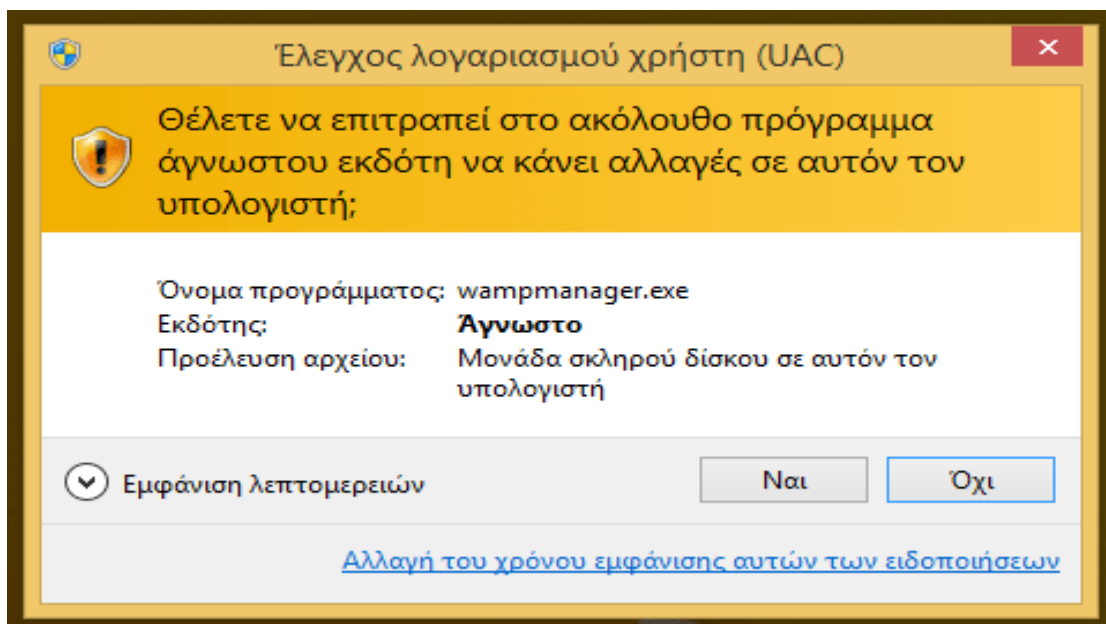 Έλεγχος λογαριασμού χρήστη (UAC)
Θέλετε να επιτραπεί στο ακόλουθο πρόγραμμα
άγνωστου εκδότη να κάνει αλλαγές σε αυτόν τον
υπολογιστή;
Όνομα προγράμματος: wampmanager.exe
Εκδότης: Άγνωστο
Προέλευση αρχείου: Μονάδα σκληρού δίσκου σε αυτόν τον
υπολογιστή
Εμφάνιση λεπτομερειών
Ναι
Όχι
Αλλαγή του χρόνου εμφάνισης αυτών των ειδοποιήσεων